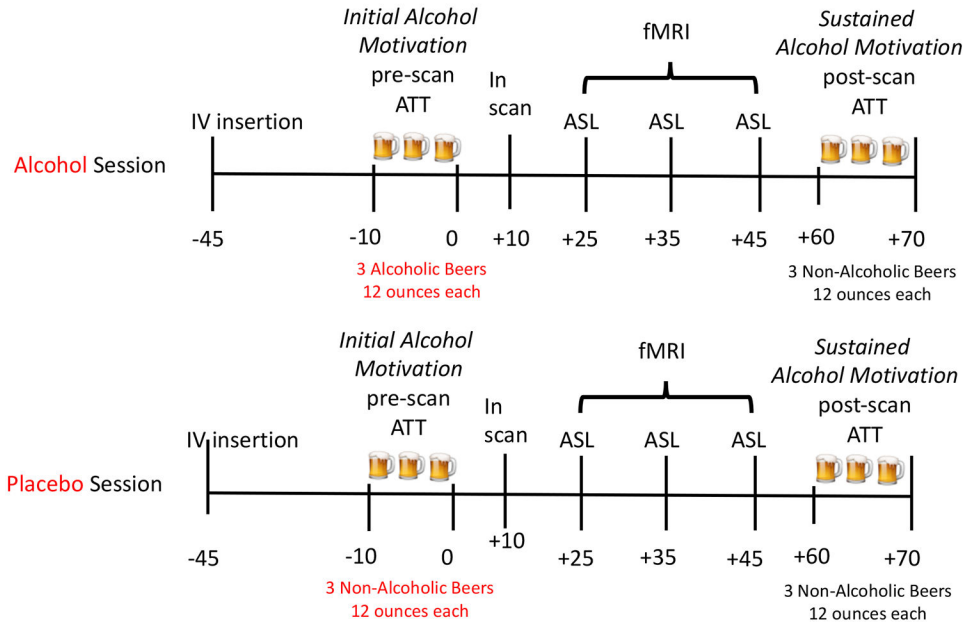 Initial Alcohol
Motivation
pre-scan
ATT
In
scan
fMRI
Sustained
Alcohol Motivation
post-scan
ATT
IV insertion
ASL ASL ASL
Alcohol Session
-45 -10 0 +10 +25 +35 +45 +60 +70
3 Alcoholic Beers
12 ounces each
3 Non-Alcoholic Beers
12 ounces each
Initial Alcohol
Motivation
pre-scan
ATT
In
scan
fMRI
Sustained
Alcohol Motivation
post-scan
ATT
IV insertion
ASL ASL ASL
Placebo Session
-45 -10 0 +10 +25 +35 +45 +60 +70
3 Non-Alcoholic Beers
12 ounces each
3 Non-Alcoholic Beers
12 ounces each